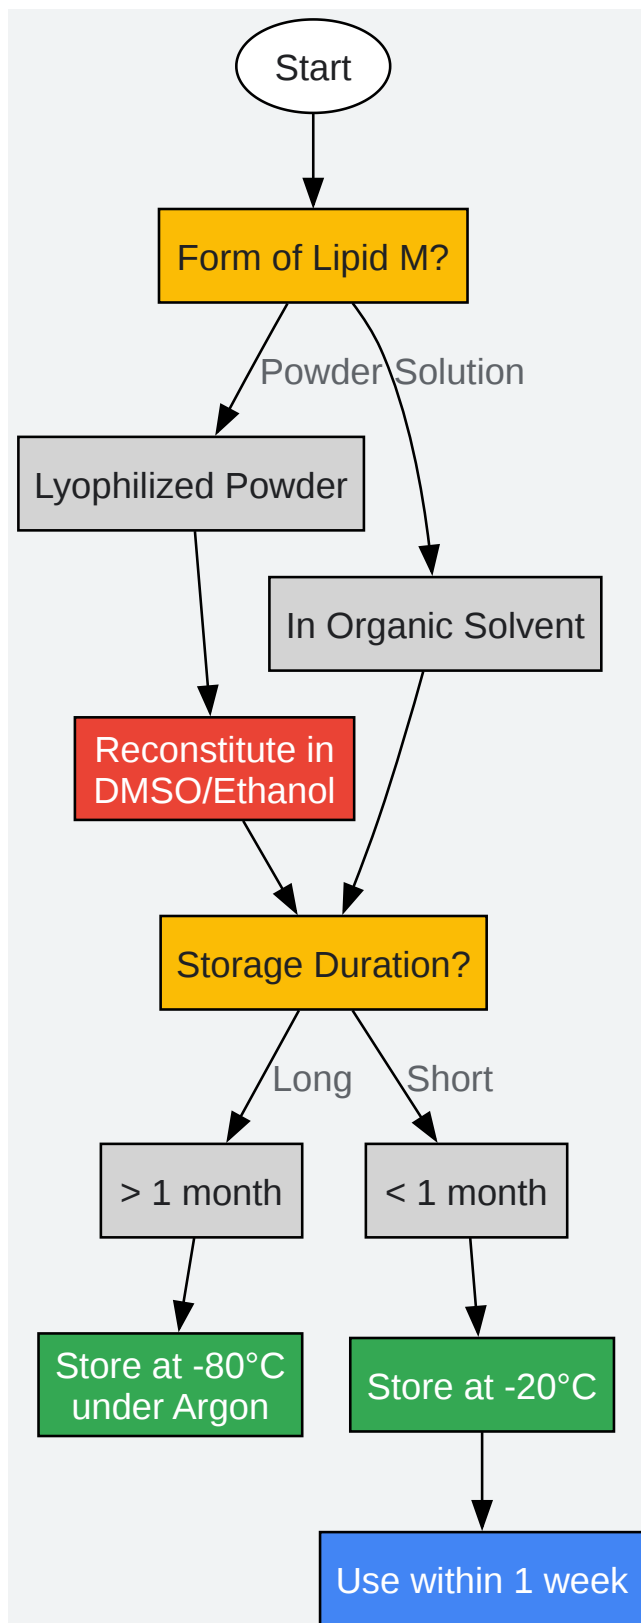 Start
Form of Lipid M?
Powder
Solution
Lyophilized Powder
In Organic Solvent
Reconstitute in
DMSO/Ethanol
Storage Duration?
Long
Short
> 1 month
< 1 month
Store at -80°C
under Argon
Store at -20°C
Use within 1 week